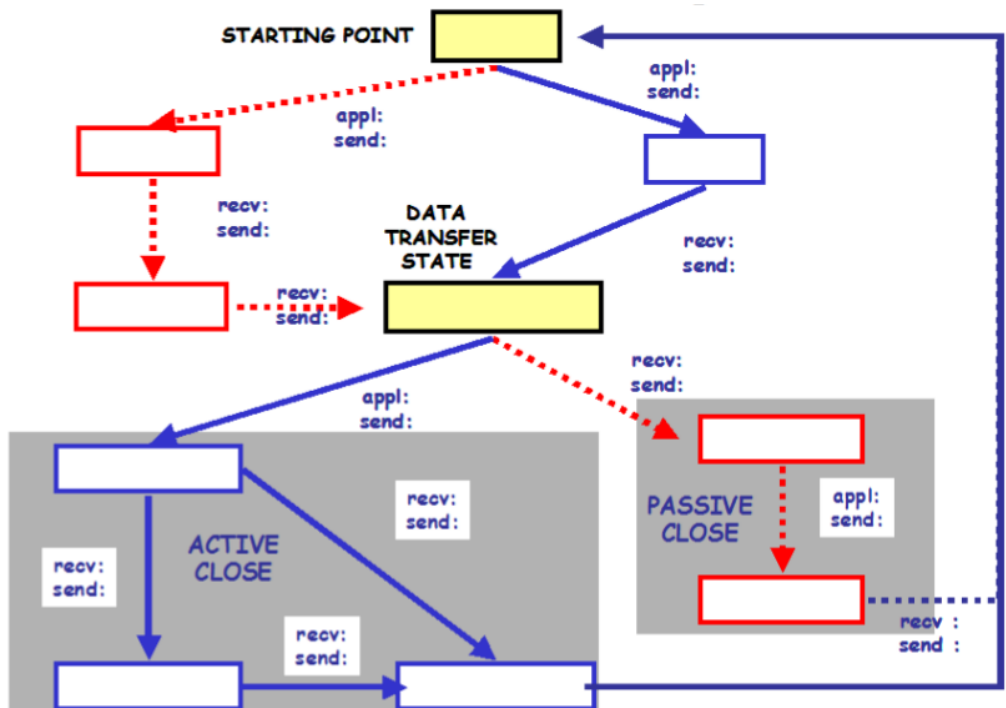 STARTING POINT
appl:
send:
appl:
send:
recv:
send:
DATA
TRANSFER
STATE
recv:
send:
recv:
send:
recv:
send:
appl:
send:
recv:
send:
PASSIVE
CLOSE
appl:
send:
ACTIVE
CLOSE
recv:
send:
recv:
send:
recv :
send :